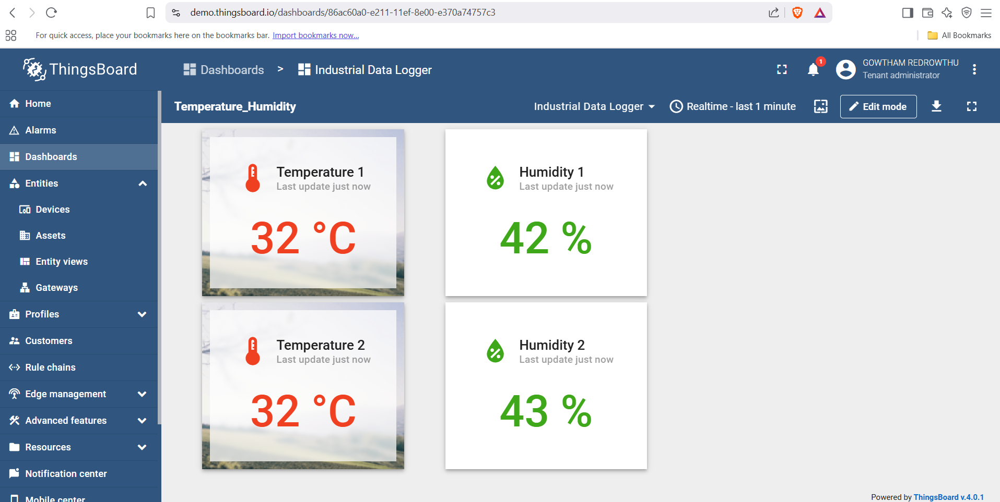 demo.thingsboard.io/dashboards/86ac60a0-e211-11ef-8e00-e370a74757c3
For quick access, place your bookmarks here on the bookmarks bar. Import bookmarks now...
All Bookmarks
ThingsBoard
Dashboards > Industrial Data Logger
1
GOWTHAM REDROWTHU
Tenant administrator
Home
Alarms
Dashboards
Entities
Devices
Assets
Entity views
Gateways
Profiles
Customers
Rule chains
Edge management
Advanced features
Resources
Notification center
Mobile center
Temperature_Humidity
Industrial Data Logger
Realtime - last 1 minute
Edit mode
Temperature 1
Last update just now
32 °C
Humidity 1
Last update just now
42 %
Temperature 2
Last update just now
32 °C
Humidity 2
Last update just now
43 %
Powered by ThingsBoard v.4.0.1